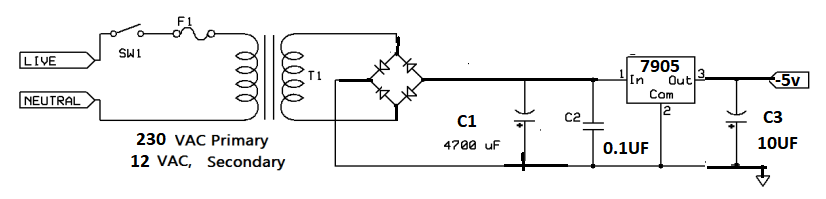 F1
SW1
LIVE
T1
NEUTRAL
230 VAC Primary
12 VAC, Secondary
C1
4700 uF
C2
0.1UF
7905
1 In Out 3
Com
2
-5v
C3
10UF
+
+